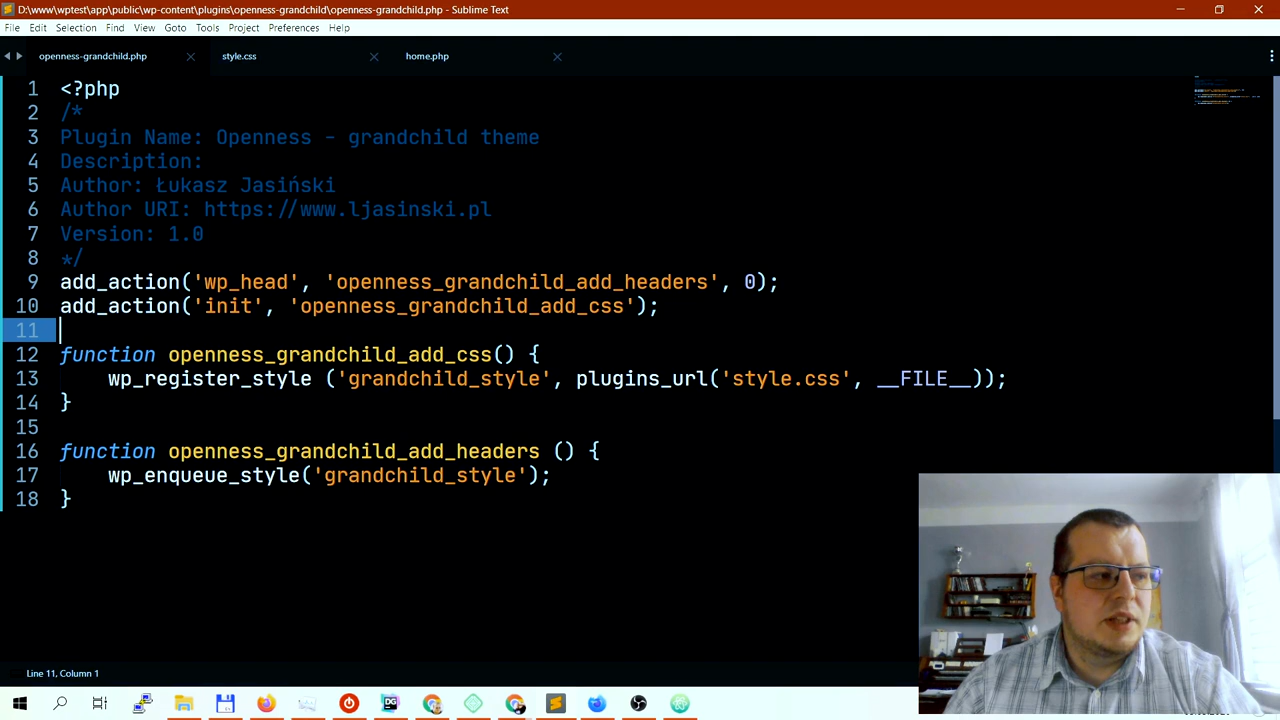 D:\www\wptest\app\public\wp-content\plugins\openness-grandchild\openness-grandchild.php - Sublime Text
File Edit Selection Find View Goto Tools Project Preferences Help
openness-grandchild.php style.css home.php
1 <?php
2 /*
3 Plugin Name: Openness - grandchild theme
4 Description:
5 Author: Łukasz Jasiński
6 Author URI: https://www.ljasinski.pl
7 Version: 1.0
8 */
9 add_action('wp_head', 'openness_grandchild_add_headers', 0);
10 add_action('init', 'openness_grandchild_add_css');
11
12 function openness_grandchild_add_css() {
13 wp_register_style ('grandchild_style', plugins_url('style.css', __FILE__));
14 }
15
16 function openness_grandchild_add_headers () {
17 wp_enqueue_style('grandchild_style');
18 }
Line 11, Column 1
DG